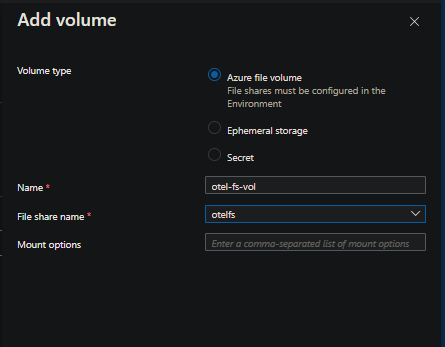 Add volume
Volume type
Azure file volume
File shares must be configured in the
Environment
Ephemeral storage
Secret
Name *
otel-fs-vol
File share name *
otelfs
Mount options
Enter a comma-separated list of mount options